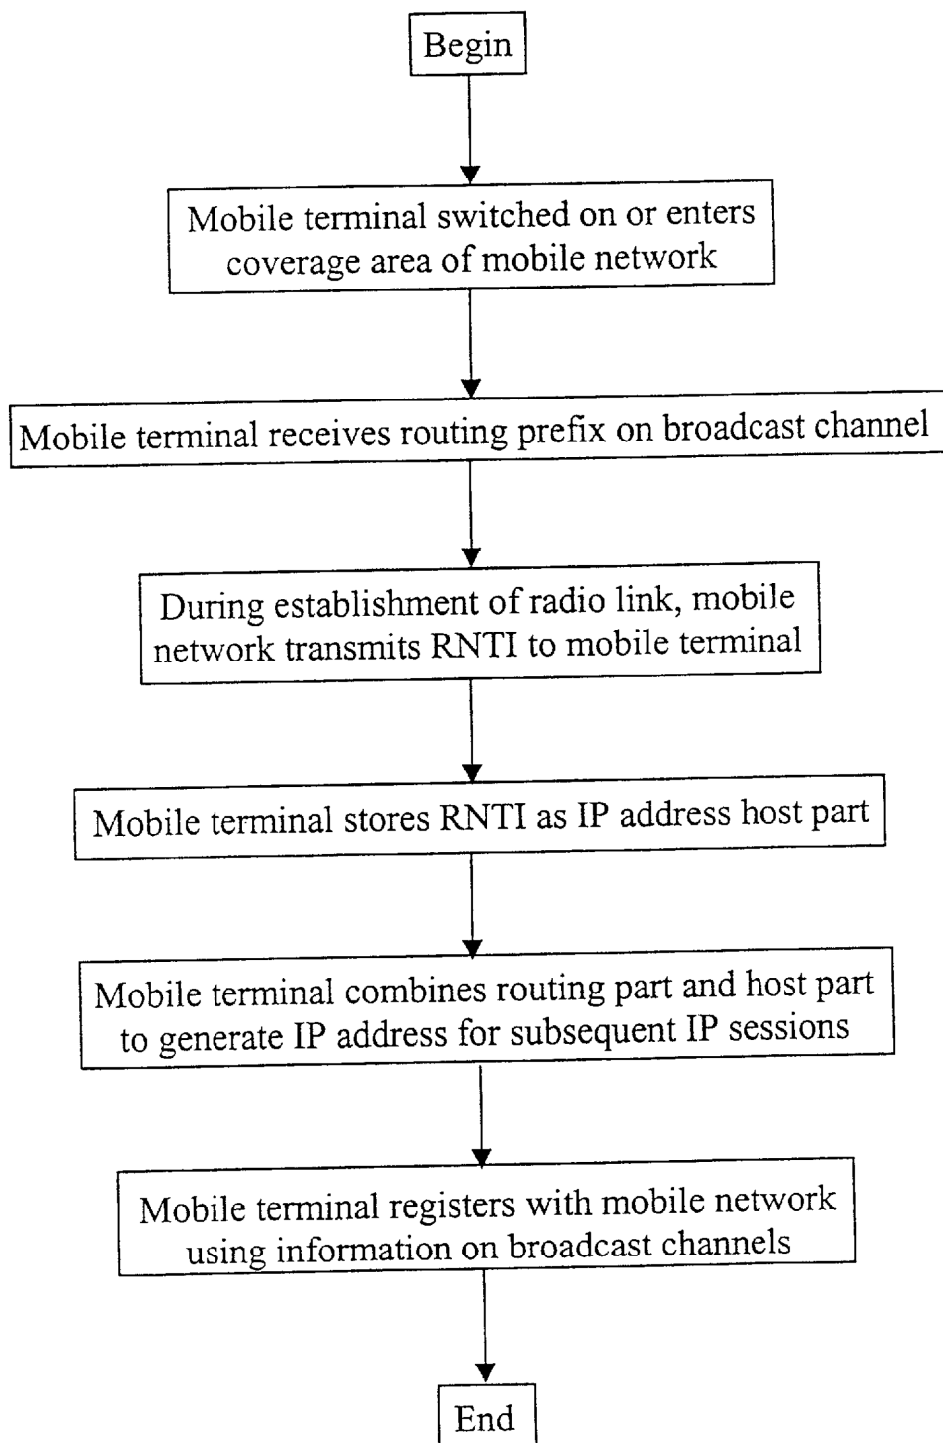 Begin
Mobile terminal switched on or enters
coverage area of mobile network
Mobile terminal receives routing prefix on broadcast channel
During establishment of radio link, mobile
network transmits RNTI to mobile terminal
Mobile terminal stores RNTI as IP address host part
Mobile terminal combines routing part and host part
to generate IP address for subsequent IP sessions
Mobile terminal registers with mobile network
using information on broadcast channels
End